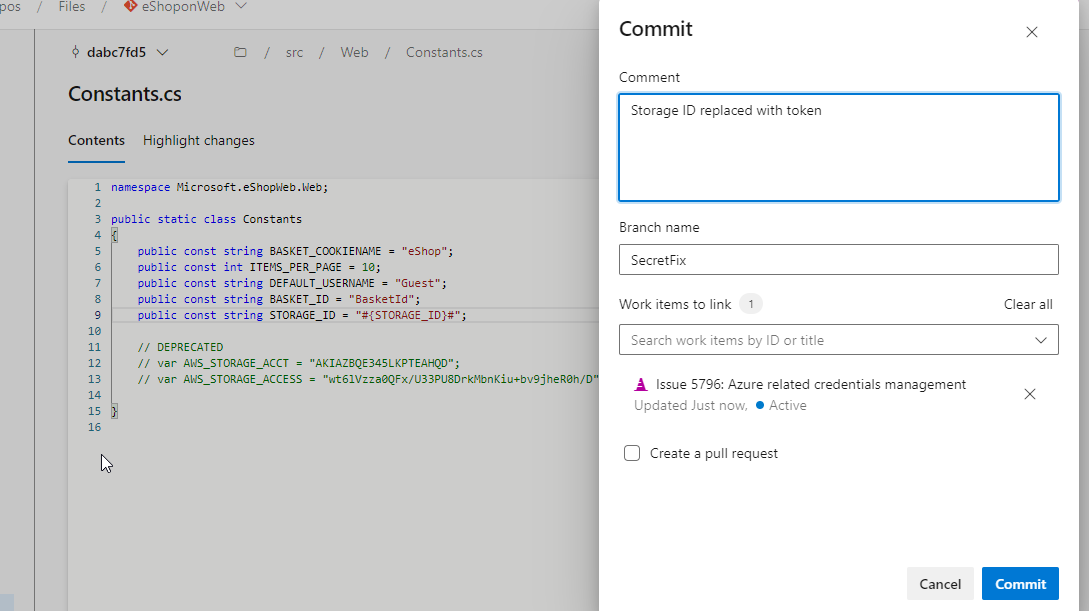 pos / Files / eShoponWeb
dabc7fd5 / src / Web / Constants.cs
Constants.cs
Contents Highlight changes
1 namespace Microsoft.eShopWeb.Web;
2
3 public static class Constants
4 {
5 public const string BASKET_COOKIENAME = "eShop";
6 public const int ITEMS_PER_PAGE = 10;
7 public const string DEFAULT_USERNAME = "Guest";
8 public const string BASKET_ID = "BasketId";
9 public const string STORAGE_ID = "#{STORAGE_ID}#";
10
11 // DEPRECATED
12 // var AWS_STORAGE_ACCT = "AKIAZBQE345LKPTEAHQD";
13 // var AWS_STORAGE_ACCESS = "wt6lVzza0QFx/U33PU8DrkMbnKiu+bv9jheR0h/D"
14
15 }
16
Commit
Comment
Storage ID replaced with token
Branch name
SecretFix
Work items to link 1 Clear all
Search work items by ID or title
Issue 5796: Azure related credentials management
Updated Just now, Active
Create a pull request
Cancel Commit